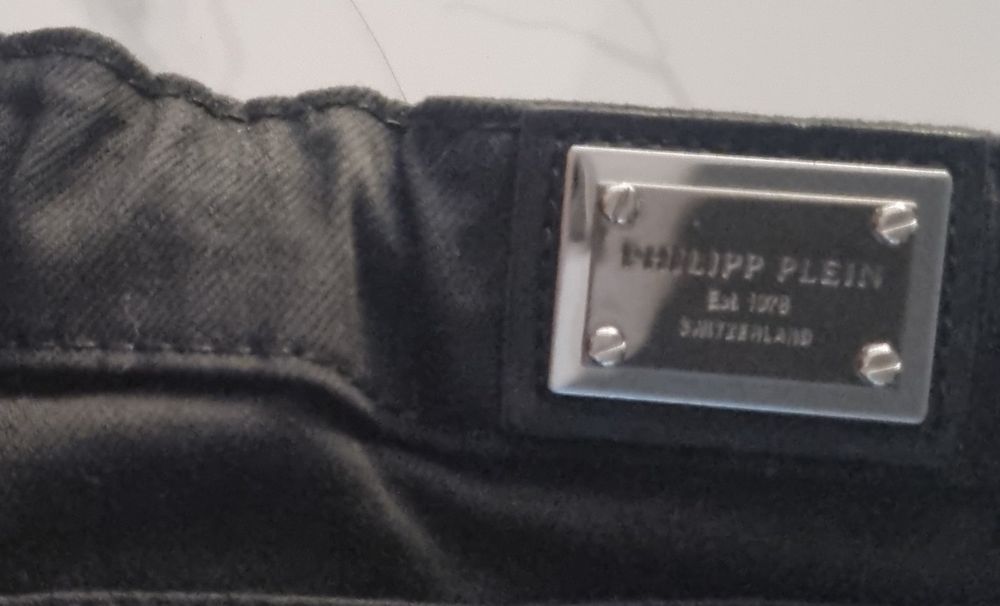 PHILIPP PLEIN
Est. 1978
SWITZERLAND